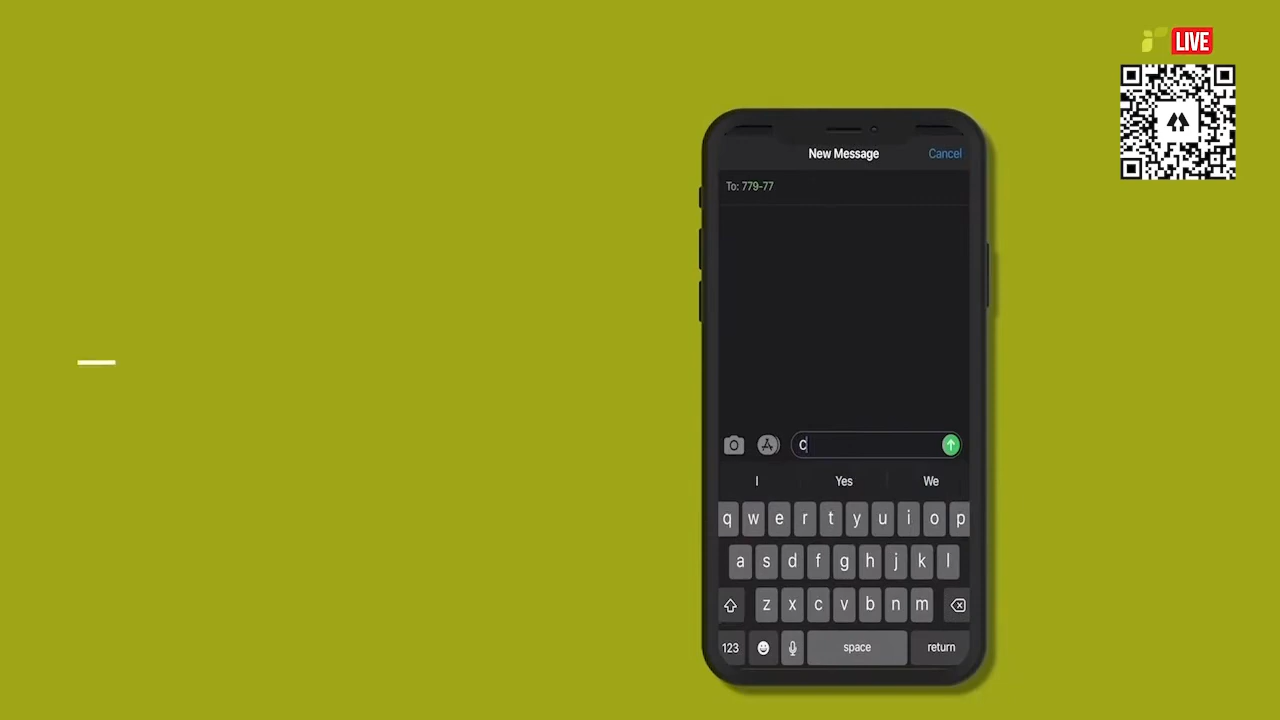 LIVE
New Message Cancel
To: 779-77
c
I Yes We
q w e r t y u i o p
a s d f g h j k l
z x c v b n m
123 space return